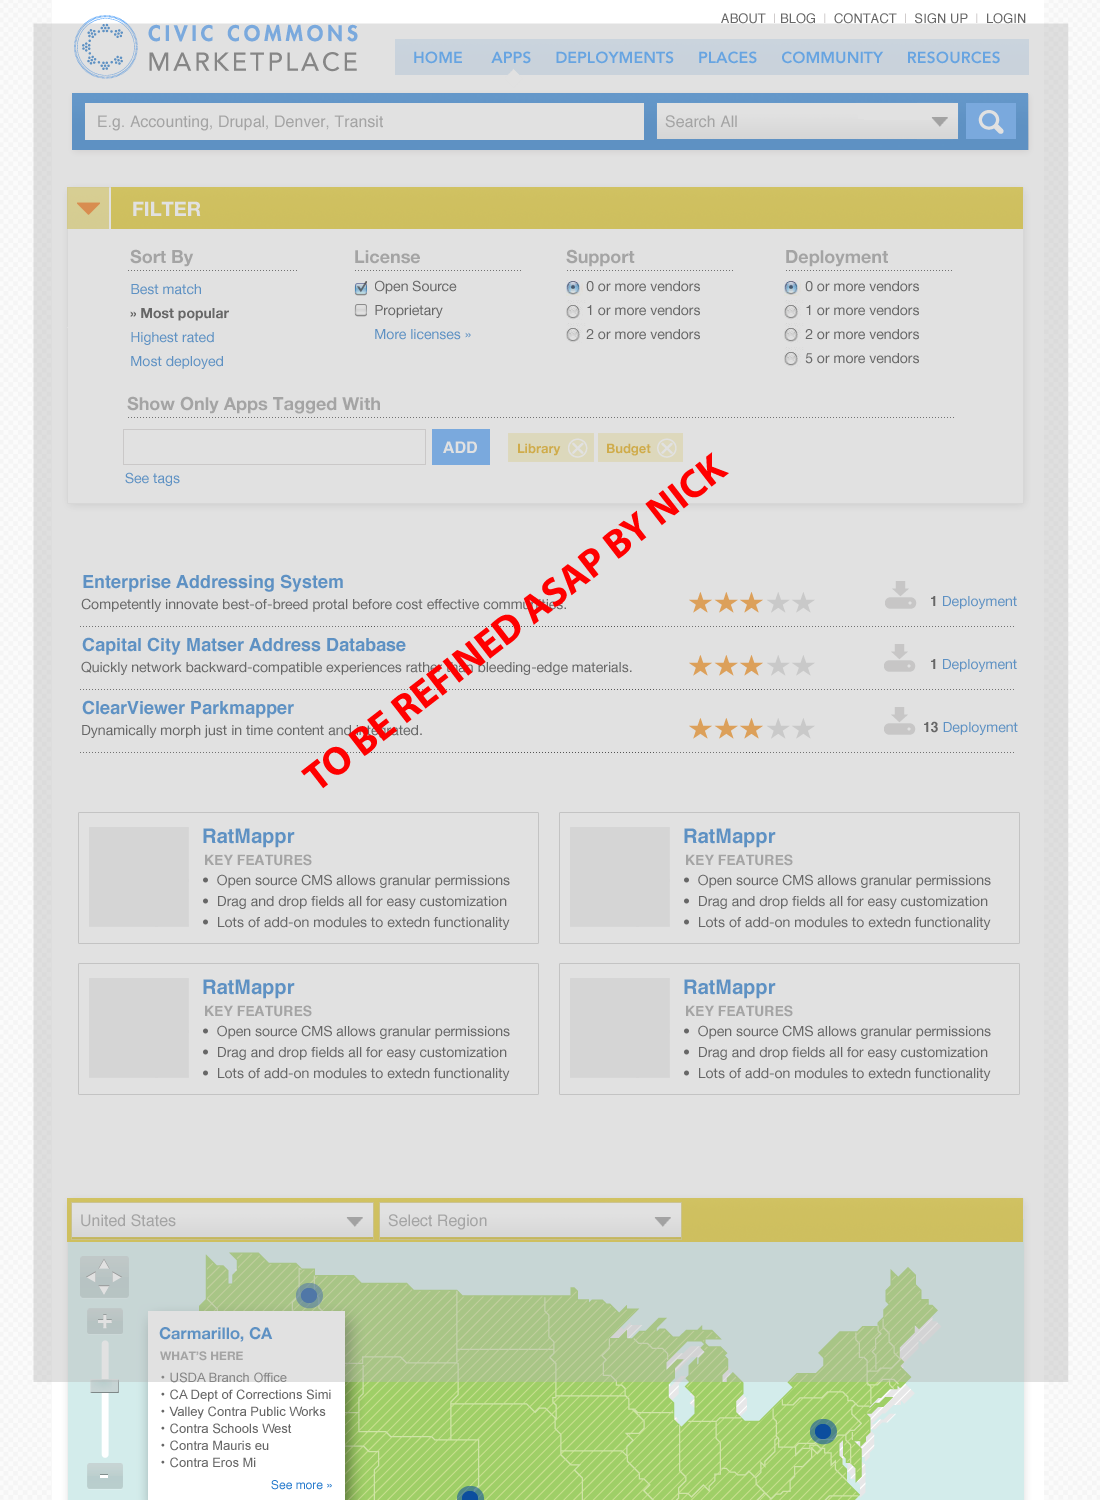 ABOUT | BLOG | CONTACT | SIGN UP | LOGIN
CIVIC COMMONS
MARKETPLACE
HOME APPS DEPLOYMENTS PLACES COMMUNITY RESOURCES
E.g. Accounting, Drupal, Denver, Transit
Search All
FILTER
Sort By
Best match
» Most popular
Highest rated
Most deployed
License
Open Source
Proprietary
More licenses »
Support
0 or more vendors
1 or more vendors
2 or more vendors
Deployment
0 or more vendors
1 or more vendors
2 or more vendors
5 or more vendors
Show Only Apps Tagged With
ADD
Library
Budget
See tags
TO BE REFINED ASAP BY NICK
Enterprise Addressing System
Competently innovate best-of-breed protal before cost effective communities.
1 Deployment
Capital City Matser Address Database
Quickly network backward-compatible experiences rather than bleeding-edge materials.
1 Deployment
ClearViewer Parkmapper
Dynamically morph just in time content and integrated.
13 Deployment
RatMappr
KEY FEATURES
• Open source CMS allows granular permissions
• Drag and drop fields all for easy customization
• Lots of add-on modules to extedn functionality
RatMappr
KEY FEATURES
• Open source CMS allows granular permissions
• Drag and drop fields all for easy customization
• Lots of add-on modules to extedn functionality
RatMappr
KEY FEATURES
• Open source CMS allows granular permissions
• Drag and drop fields all for easy customization
• Lots of add-on modules to extedn functionality
RatMappr
KEY FEATURES
• Open source CMS allows granular permissions
• Drag and drop fields all for easy customization
• Lots of add-on modules to extedn functionality
United States
Select Region
Carmarillo, CA
WHAT'S HERE
• USDA Branch Office
• CA Dept of Corrections Simi
• Valley Contra Public Works
• Contra Schools West
• Contra Mauris eu
• Contra Eros Mi
See more »